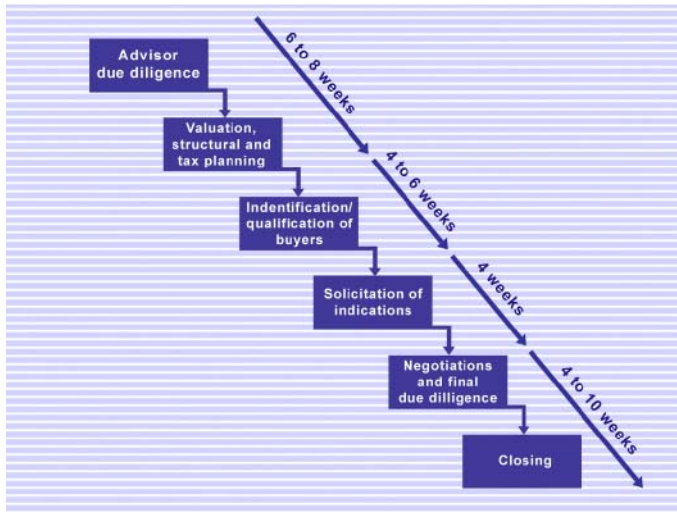 Advisor
due diligence
6 to 8 weeks
Valuation,
structural and
tax planning
4 to 6 weeks
Indentification/
qualification of
buyers
4 weeks
Solicitation of
indications
4 to 10 weeks
Negotiations
and final
due dilligence
Closing